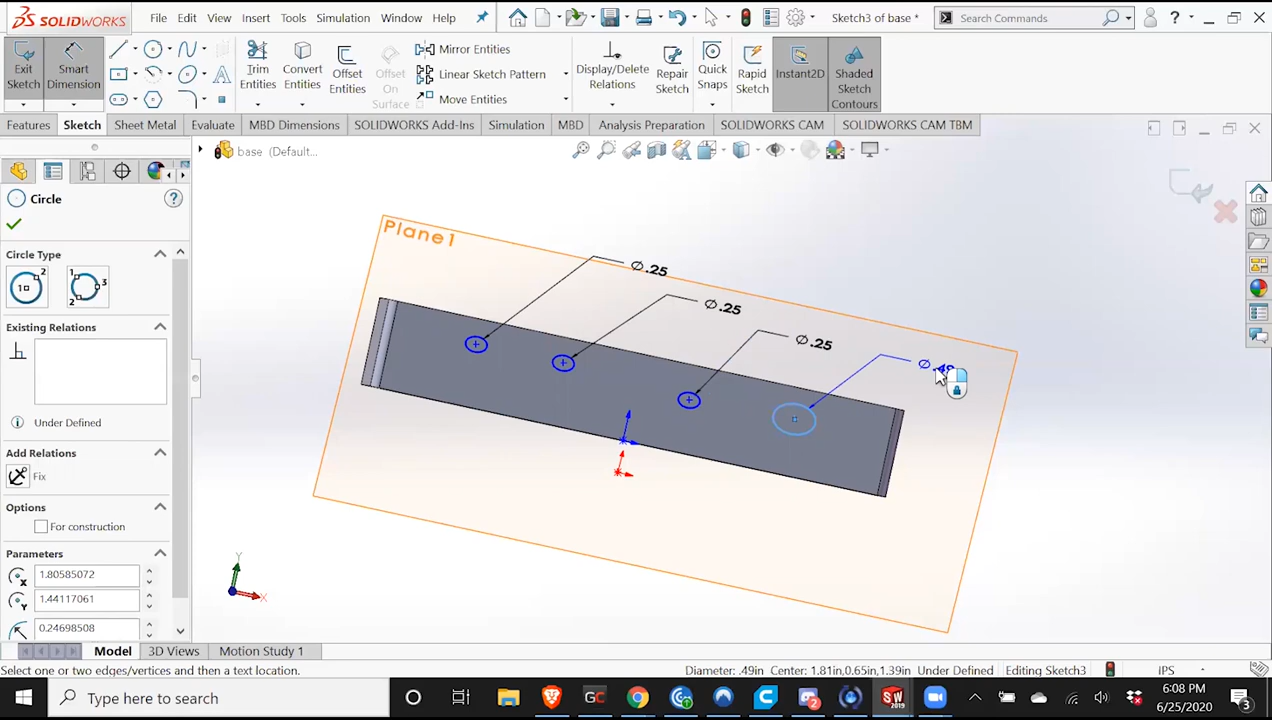 SOLIDWORKS
File Edit View Insert Tools Simulation Window Help
Sketch3 of base *
Search Commands
Exit Sketch
Smart Dimension
Trim Entities
Convert Entities
Offset Entities
Offset On Surface
Mirror Entities
Linear Sketch Pattern
Move Entities
Display/Delete Relations
Repair Sketch
Quick Snaps
Rapid Sketch
Instant2D
Shaded Sketch Contours
Features Sketch Sheet Metal Evaluate MBD Dimensions SOLIDWORKS Add-Ins Simulation MBD Analysis Preparation SOLIDWORKS CAM SOLIDWORKS CAM TBM
base (Default...
Circle
Circle Type
Existing Relations
Under Defined
Add Relations
Fix
Options
For construction
Parameters
1.80585072
1.44117061
0.24698508
Plane1
Ø.25
Ø.25
Ø.25
Y
X
Model 3D Views Motion Study 1
Select one or two edges/vertices and then a text location.
Diameter: .49in Center: 1.81in,0.65in,1.39in Under Defined Editing Sketch3 IPS
Type here to search
6:08 PM
6/25/2020